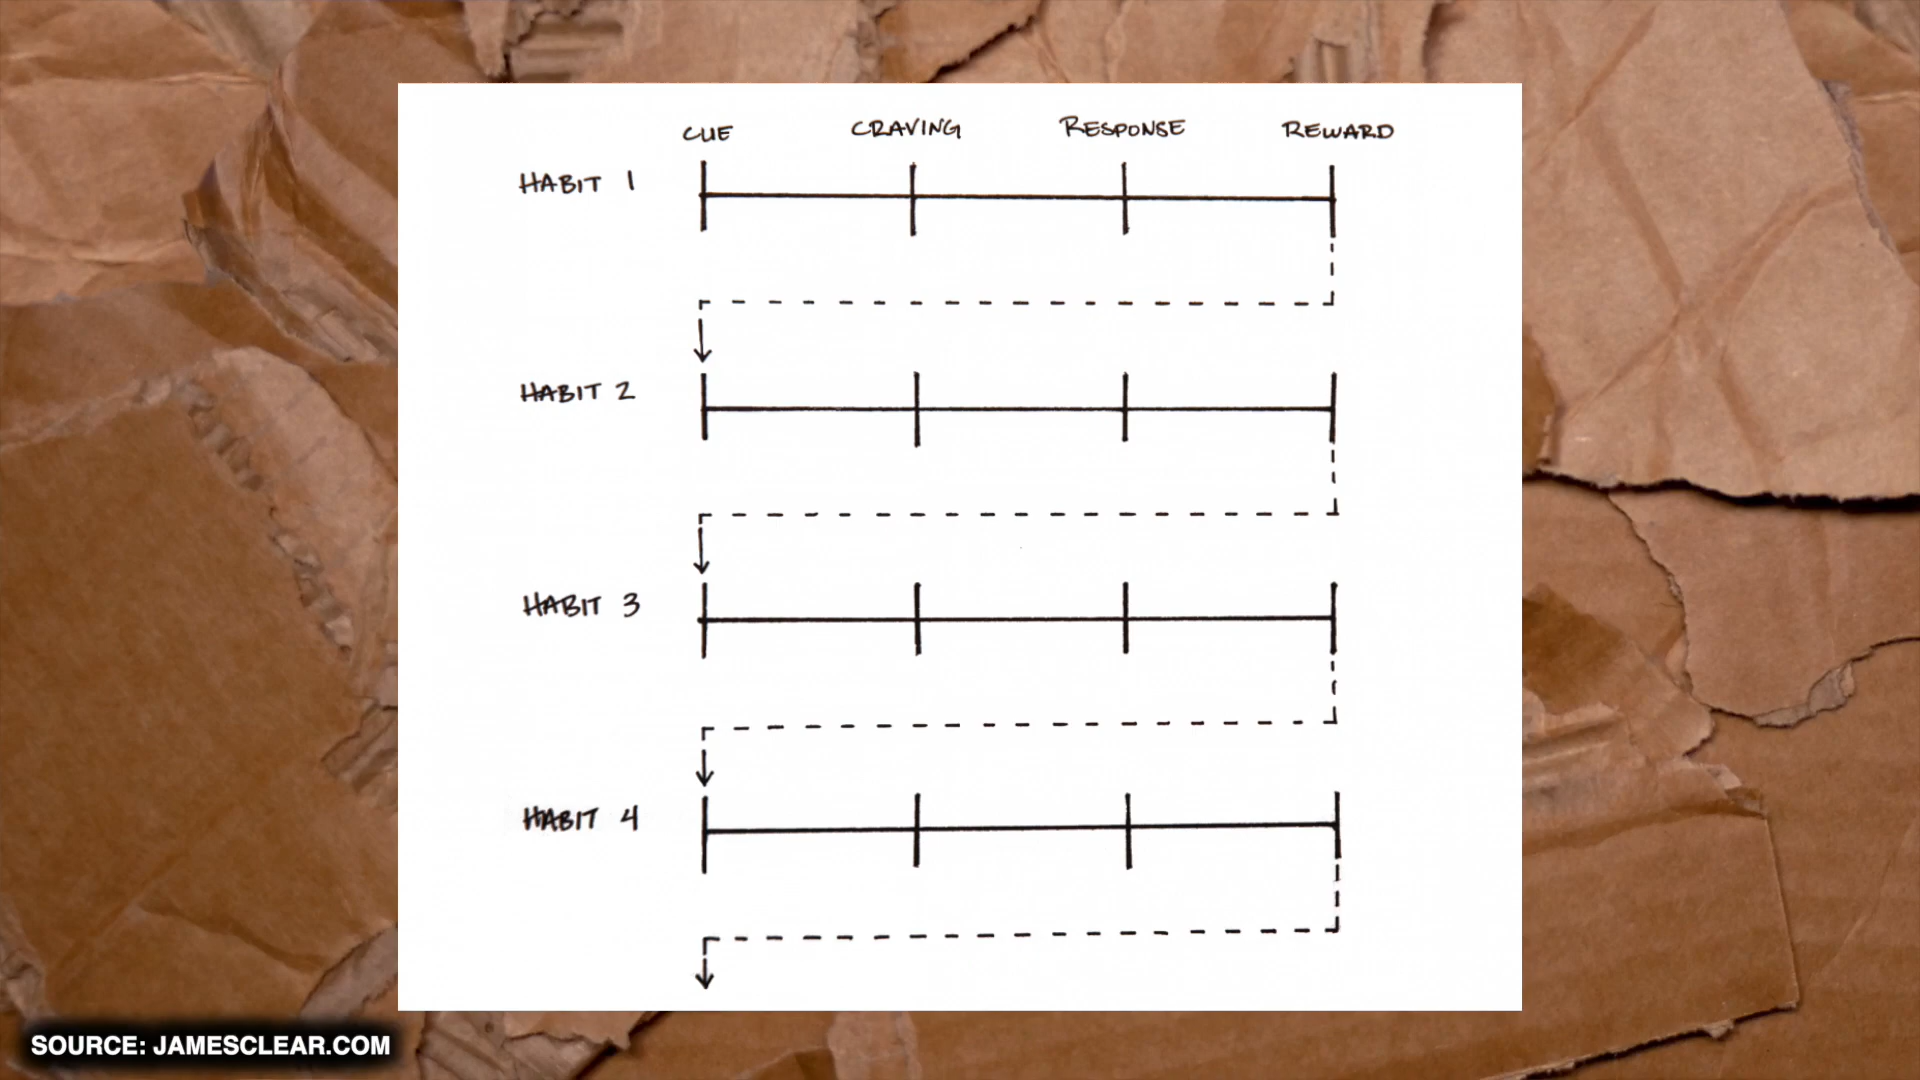 CUE CRAVING RESPONSE REWARD
HABIT 1
HABIT 2
HABIT 3
HABIT 4
SOURCE: JAMESCLEAR.COM